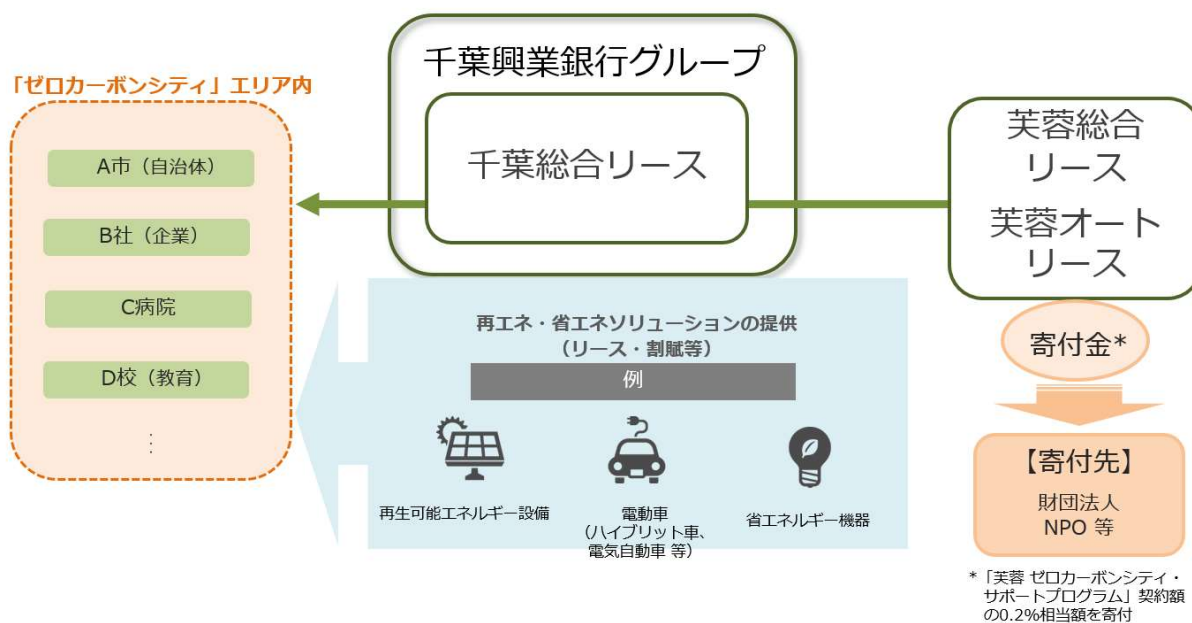 「ゼロカーボンシティ」エリア内
A市（自治体）
B社（企業）
C病院
D校（教育）
⋮
千葉興業銀行グループ
千葉総合リース
芙蓉総合
リース
芙蓉オート
リース
再エネ・省エネソリューションの提供
（リース・割賦等）
例
再生可能エネルギー設備
電動車
（ハイブリット車、
電気自動車 等）
省エネルギー機器
寄付金*
【寄付先】
財団法人
NPO 等
*「芙蓉 ゼロカーボンシティ・
サポートプログラム」契約額
の0.2%相当額を寄付